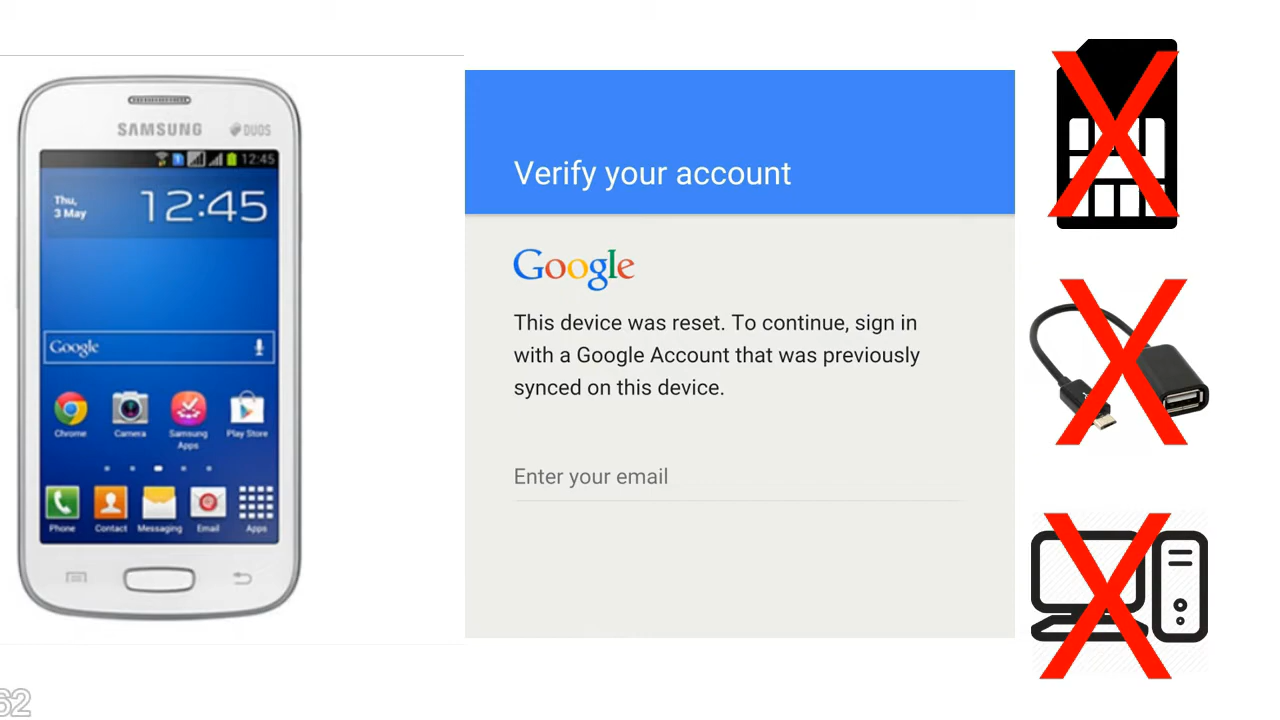 SAMSUNG DUOS
12:45
Thu,
3 May
12:45
Google
Chrome
Camera
Samsung
Apps
Play Store
Phone
Contact
Messaging
Email
Apps
Verify your account
Google
This device was reset. To continue, sign in
with a Google Account that was previously
synced on this device.
Enter your email
62